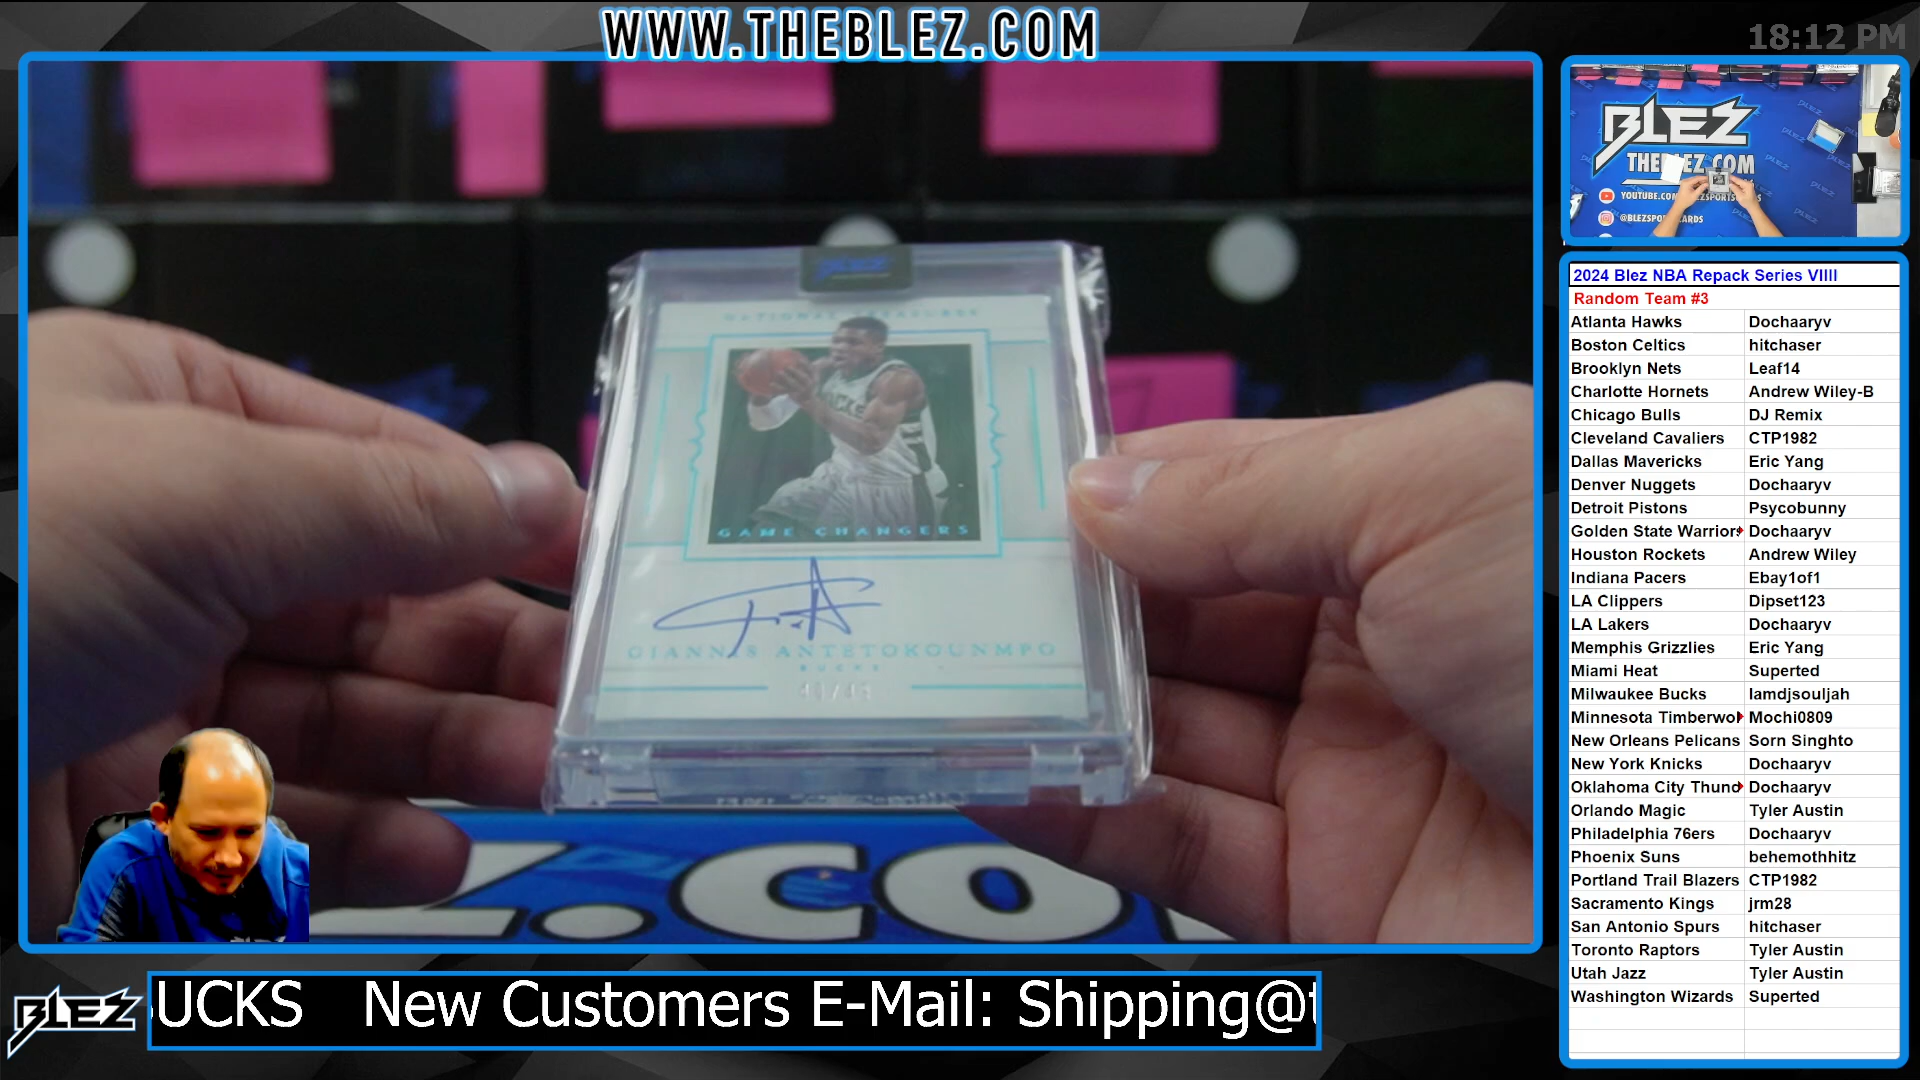 WWW.THEBLEZ.COM
18:12 PM
NATIONAL TREASURES
GAME CHANGERS
GIANNIS ANTETOKOUNMPO
BUCKS
BLEZ
THEBLEZ.COM
@BLEZSPORTSCARDS
2024 Blez NBA Repack Series VIIII
Random Team #3
Atlanta Hawks Dochaaryv
Boston Celtics hitchaser
Brooklyn Nets Leaf14
Charlotte Hornets Andrew Wiley-B
Chicago Bulls DJ Remix
Cleveland Cavaliers CTP1982
Dallas Mavericks Eric Yang
Denver Nuggets Dochaaryv
Detroit Pistons Psycobunny
Golden State Warriors Dochaaryv
Houston Rockets Andrew Wiley
Indiana Pacers Ebay1of1
LA Clippers Dipset123
LA Lakers Dochaaryv
Memphis Grizzlies Eric Yang
Miami Heat Superted
Milwaukee Bucks Iamdjsouljah
Minnesota Timberwol Mochi0809
New Orleans Pelicans Sorn Singhto
New York Knicks Dochaaryv
Oklahoma City Thund Dochaaryv
Orlando Magic Tyler Austin
Philadelphia 76ers Dochaaryv
Phoenix Suns behemothhitz
Portland Trail Blazers CTP1982
Sacramento Kings jrm28
San Antonio Spurs hitchaser
Toronto Raptors Tyler Austin
Utah Jazz Tyler Austin
Washington Wizards Superted
Z.CO
BLEZ
UCKS New Customers E-Mail: Shipping@t